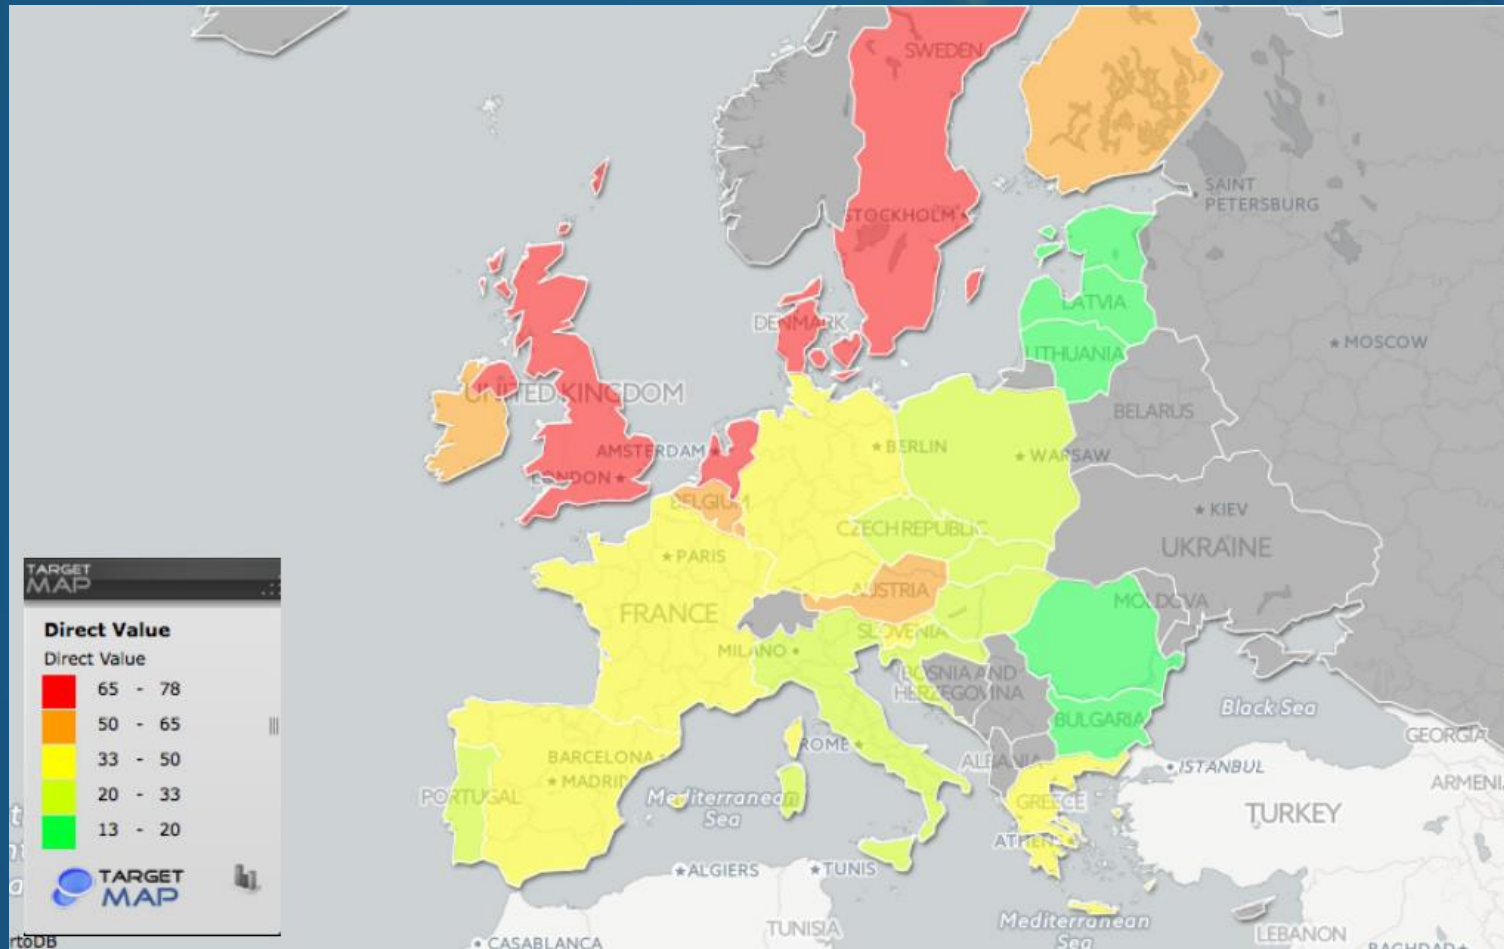 SWEDEN
SAINT
PETERSBURG
STOCKHOLM
LATVIA
DENMARK
LITHUANIA
MOSCOW
UNITED KINGDOM
BELARUS
AMSTERDAM
BERLIN
WARSAW
LONDON
BELGIUM
KIEV
CZECH REPUBLIC
PARIS
UKRAINE
AUSTRIA
FRANCE
MOLDOVA
SLOVENIA
MILANO
BOSNIA AND
HERZEGOVINA
Black Sea
BULGARIA
GEORGIA
ROME
BARCELONA
ALBANIA
ISTANBUL
MADRID
ARMENI
PORTUGAL
Mediterranean
Sea
GREECE
TURKEY
ATHENS
ALGIERS
TUNIS
Mediterranean
Sea
TUNISIA
LEBANON
CASABLANCA
BAGHDAD
TARGET
MAP
Direct Value
Direct Value
65 - 78
50 - 65
33 - 50
20 - 33
13 - 20
TARGET
MAP
rtoDB